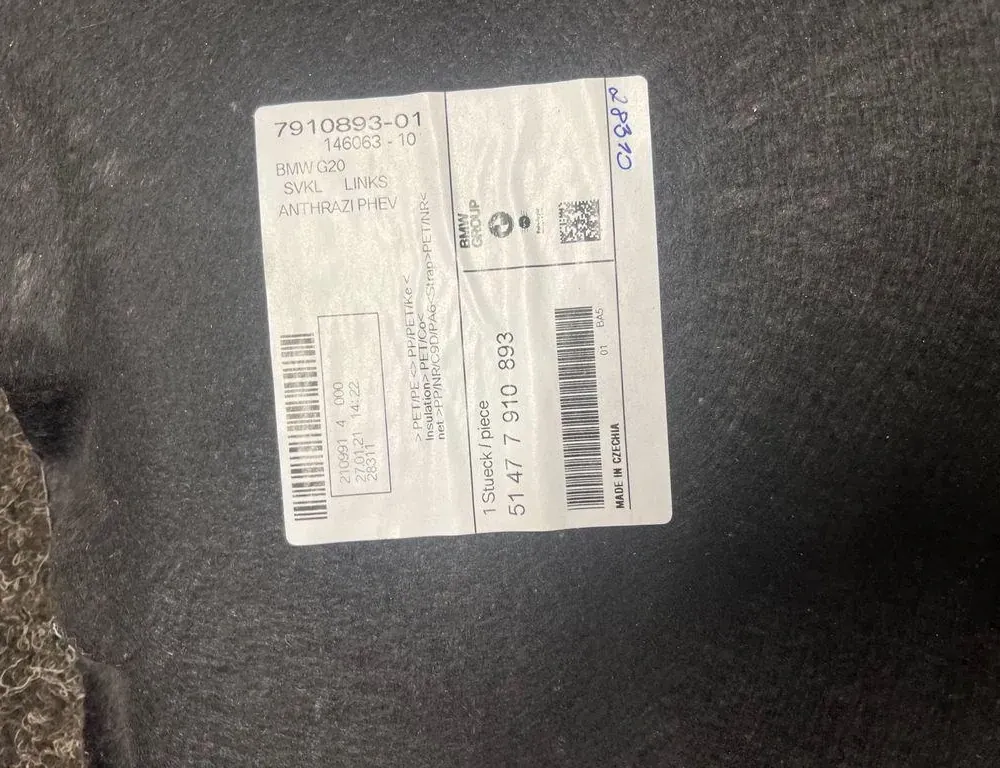 7910893-01
146063 - 10
BMW G20
SVKL LINKS
ANTHRAZI PHEV
210991 4 000
27.01.21 14:22
28311
> PET/PE <> PP/PET/Ke <
Insulation> PET/Co<
net >PP/NR/C9D/PA6<Strap>PET/NR<
BMW
GROUP
1 Stueck / piece
51 47 7 910 893
01 BA5
MADE IN CZECHIA
28310